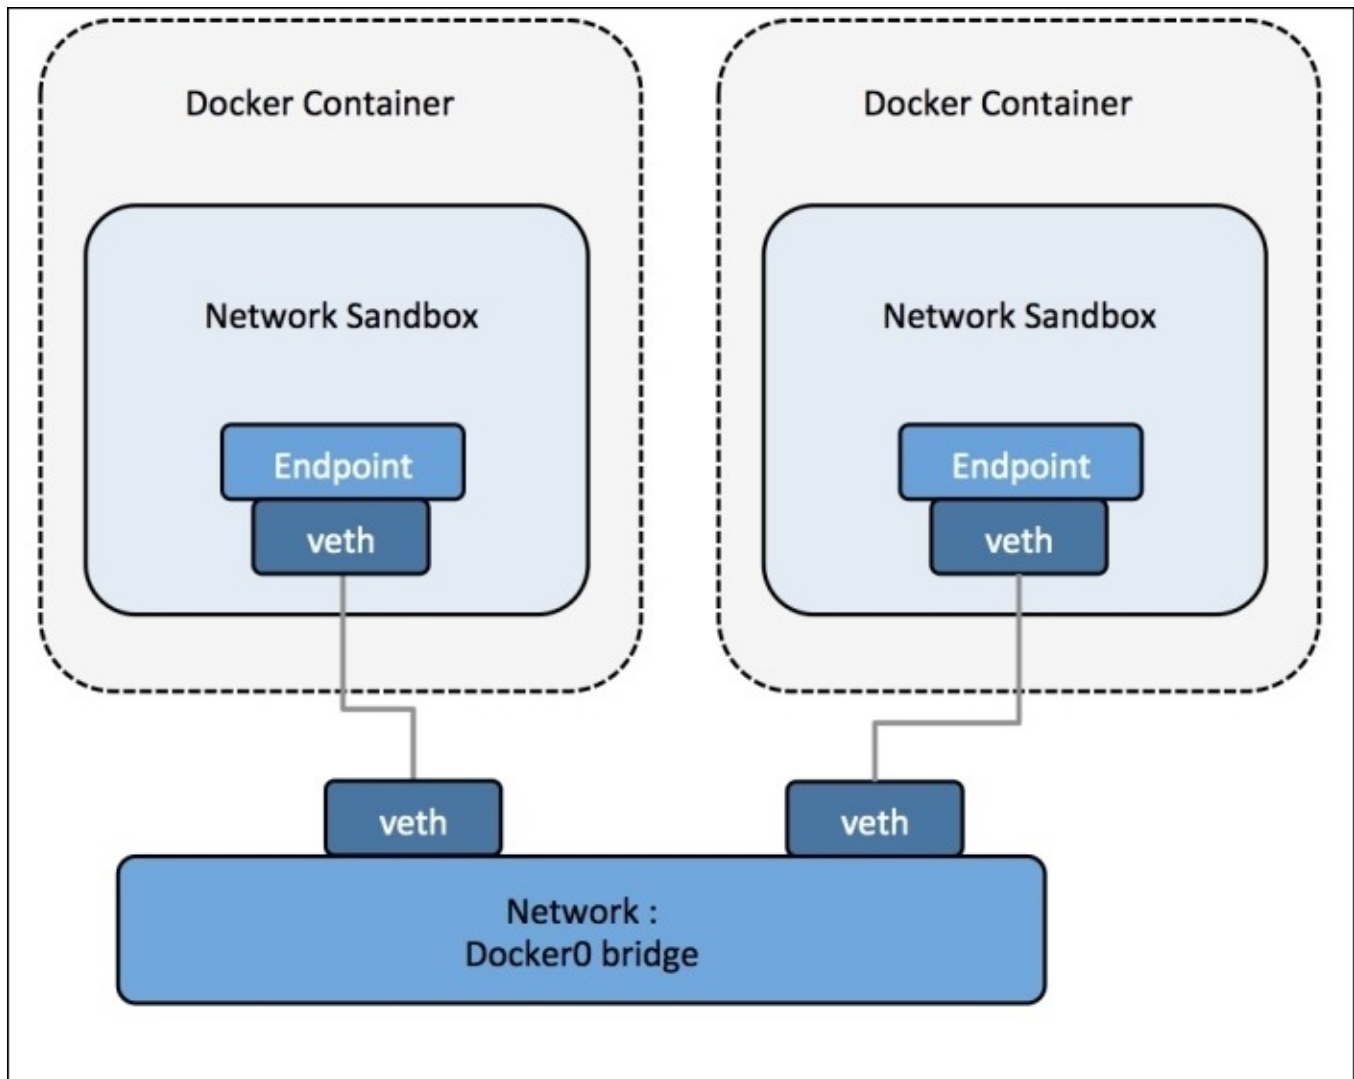 Docker Container
Docker Container
Network Sandbox
Network Sandbox
Endpoint
Endpoint
veth
veth
veth
veth
Network :
Docker0 bridge